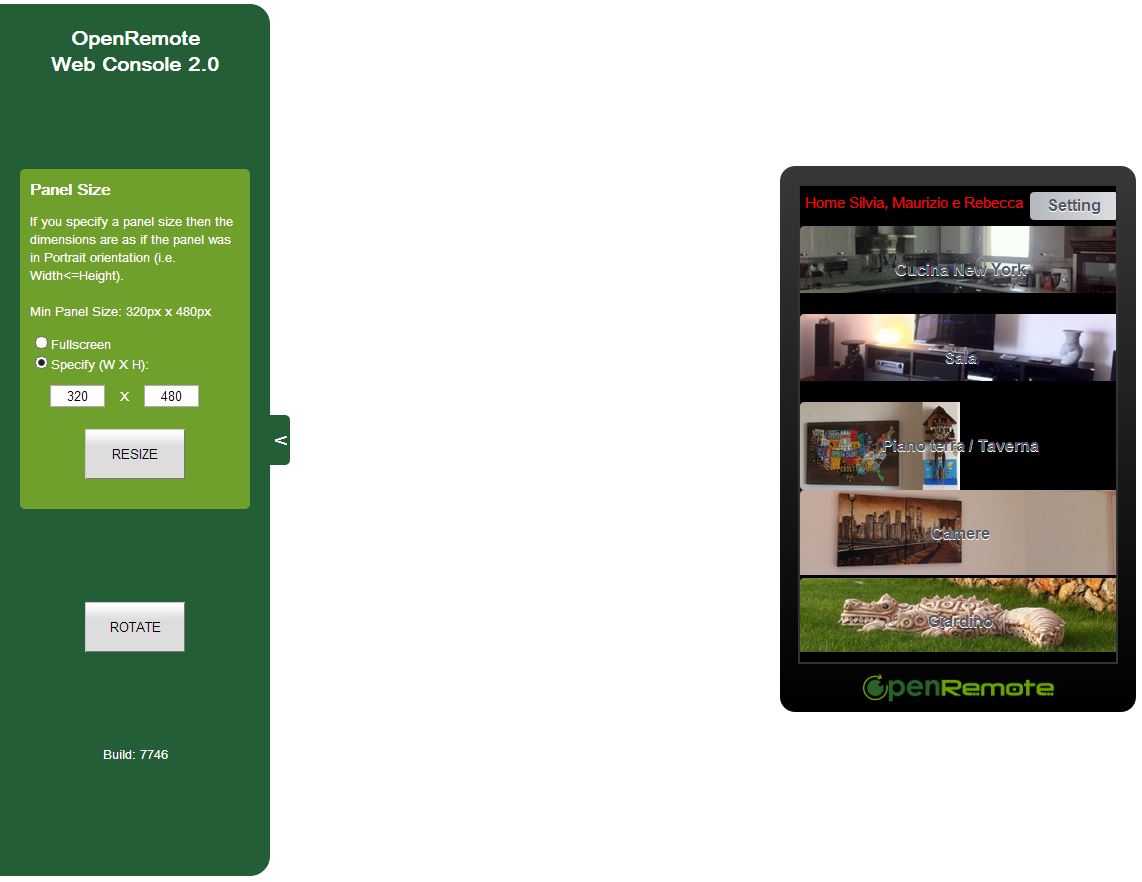 OpenRemote
Web Console 2.0
Panel Size
If you specify a panel size then the
dimensions are as if the panel was
in Portrait orientation (i.e.
Width<=Height).
Min Panel Size: 320px x 480px
Fullscreen
Specify (W X H):
320 X 480
RESIZE
<
ROTATE
Build: 7746
Home Silvia, Maurizio e Rebecca
Setting
Cucina New York
Sala
Piano terra / Taverna
Camere
Giardino
OpenRemote